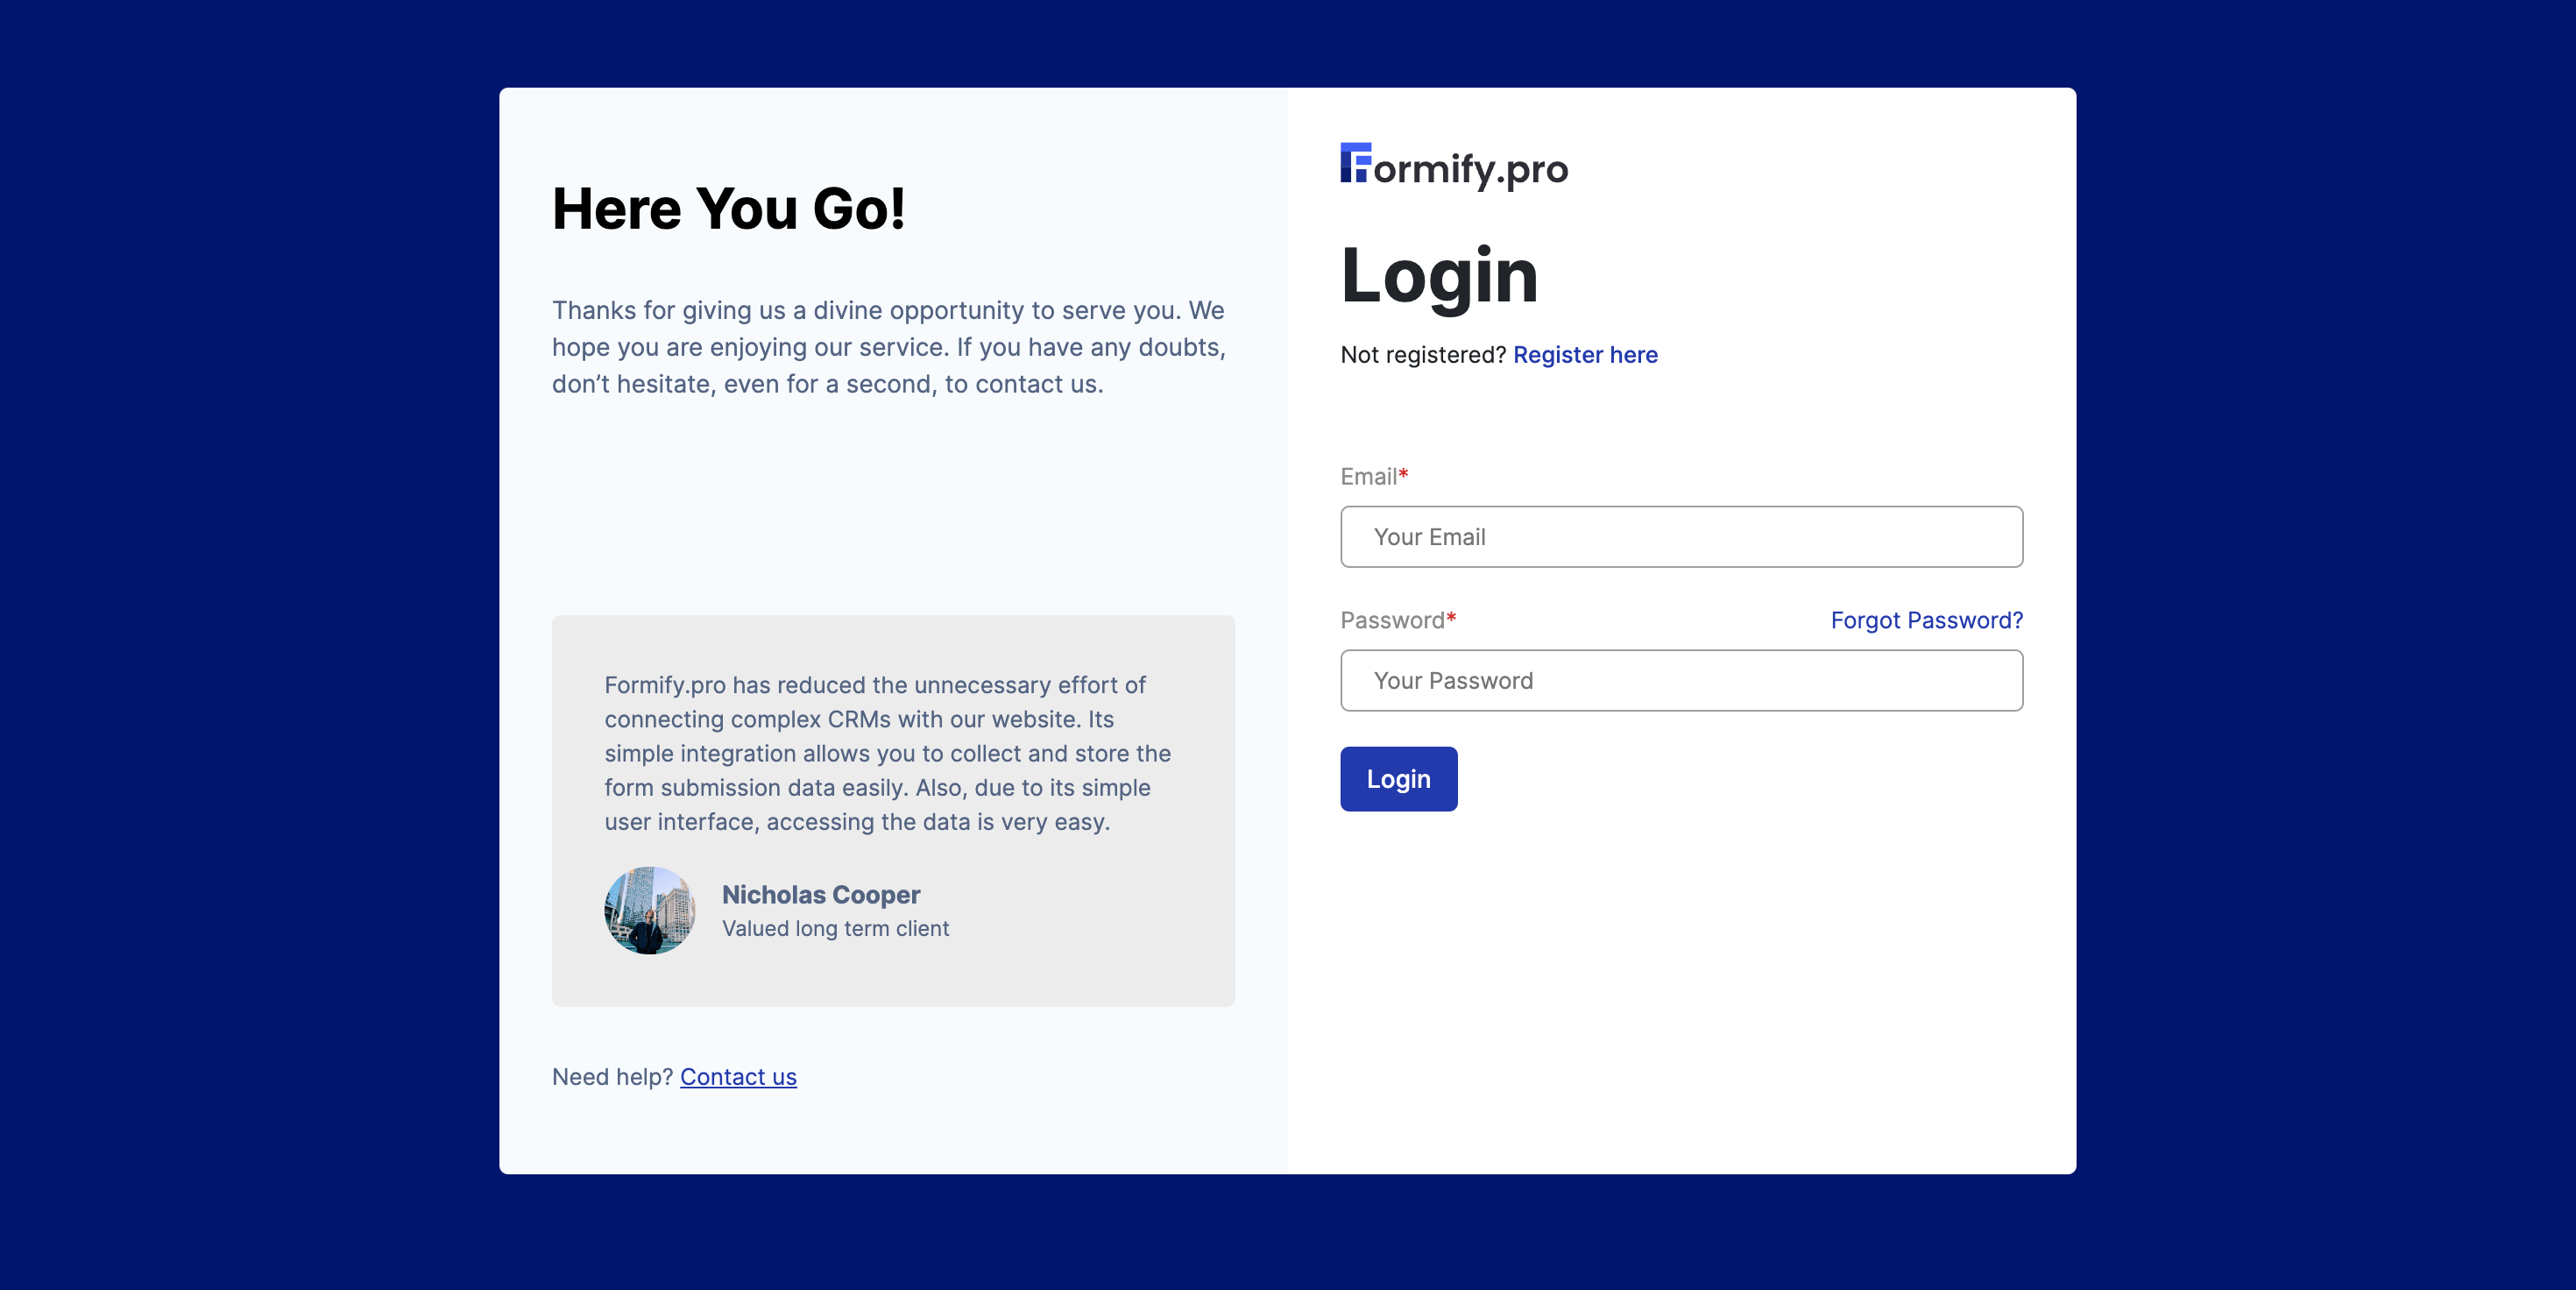 Here You Go!
Thanks for giving us a divine opportunity to serve you. We
hope you are enjoying our service. If you have any doubts,
don’t hesitate, even for a second, to contact us.
Formify.pro has reduced the unnecessary effort of
connecting complex CRMs with our website. Its
simple integration allows you to collect and store the
form submission data easily. Also, due to its simple
user interface, accessing the data is very easy.
Nicholas Cooper
Valued long term client
Need help? Contact us
Formify.pro
Login
Not registered? Register here
Email*
Your Email
Password*
Forgot Password?
Your Password
Login